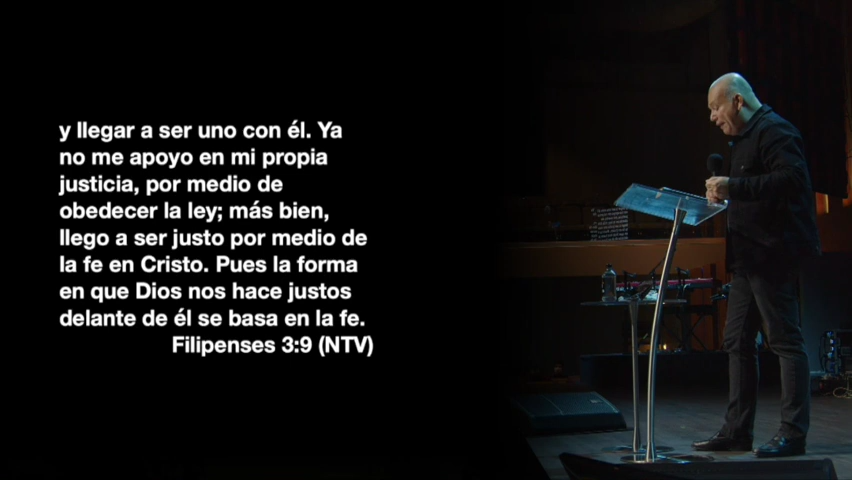 y llegar a ser uno con él. Ya
no me apoyo en mi propia
justicia, por medio de
obedecer la ley; más bien,
llego a ser justo por medio de
la fe en Cristo. Pues la forma
en que Dios nos hace justos
delante de él se basa en la fe.
Filipenses 3:9 (NTV)